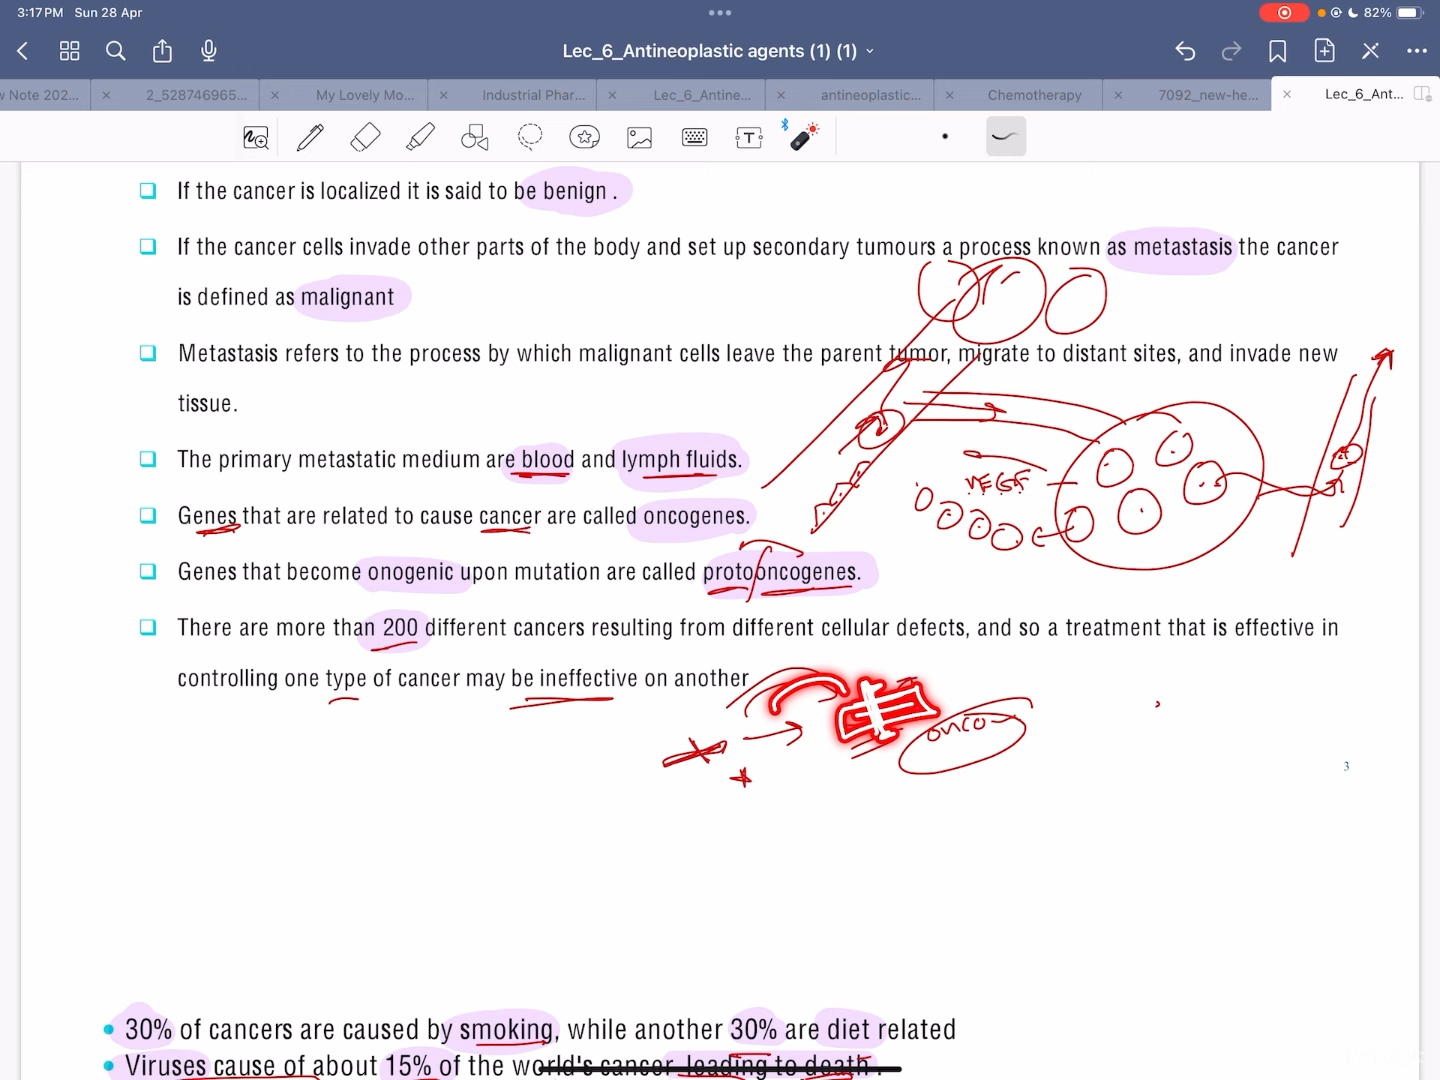 3:17 PM Sun 28 Apr
82%
Lec_6_Antineoplastic agents (1) (1)
w Note 202...
2_528746965...
My Lovely Mo...
Industrial Phar...
Lec_6_Antine...
antineoplastic...
Chemotherapy
7092_new-he...
Lec_6_Ant...
If the cancer is localized it is said to be benign .
If the cancer cells invade other parts of the body and set up secondary tumours a process known as metastasis the cancer
is defined as malignant
Metastasis refers to the process by which malignant cells leave the parent tumor, migrate to distant sites, and invade new
tissue.
The primary metastatic medium are blood and lymph fluids.
VEGF
Genes that are related to cause cancer are called oncogenes.
Genes that become onogenic upon mutation are called protooncogenes.
There are more than 200 different cancers resulting from different cellular defects, and so a treatment that is effective in
controlling one type of cancer may be ineffective on another
onco
3
30% of cancers are caused by smoking, while another 30% are diet related
Viruses cause of about 15% of the world's cancer leading to death .